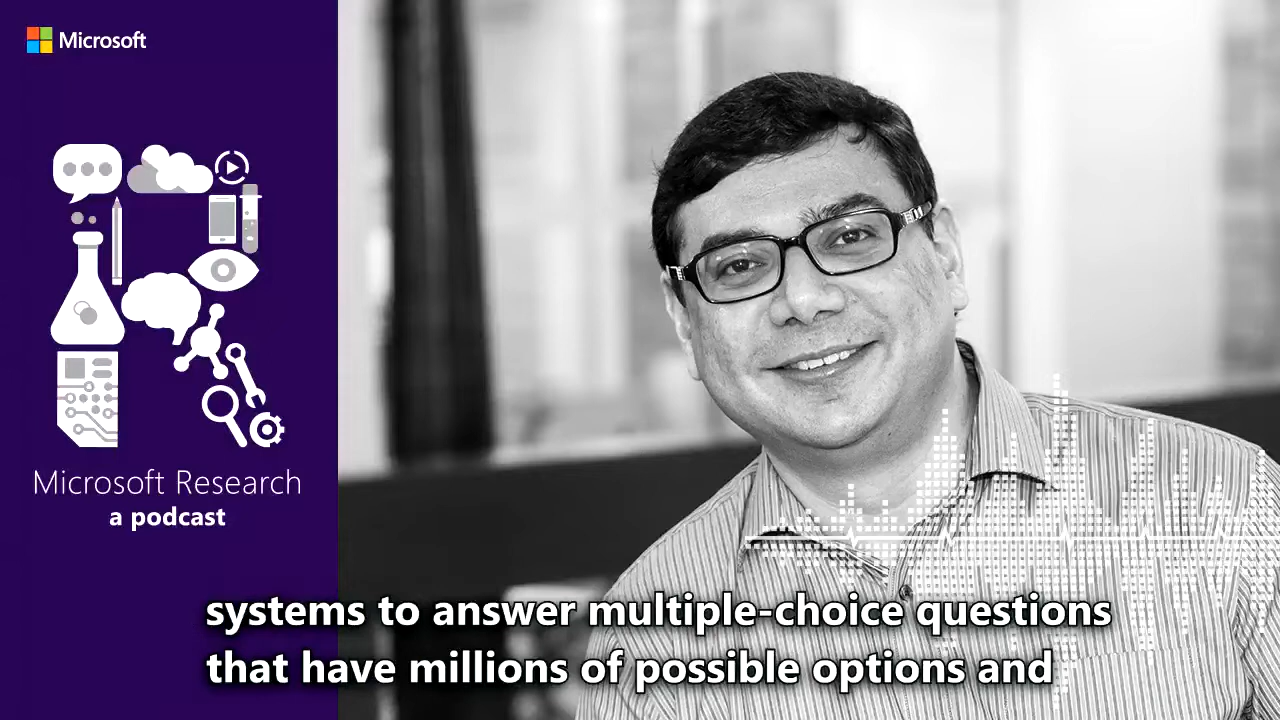 Microsoft
Microsoft Research
a podcast
systems to answer multiple-choice questions
that have millions of possible options and